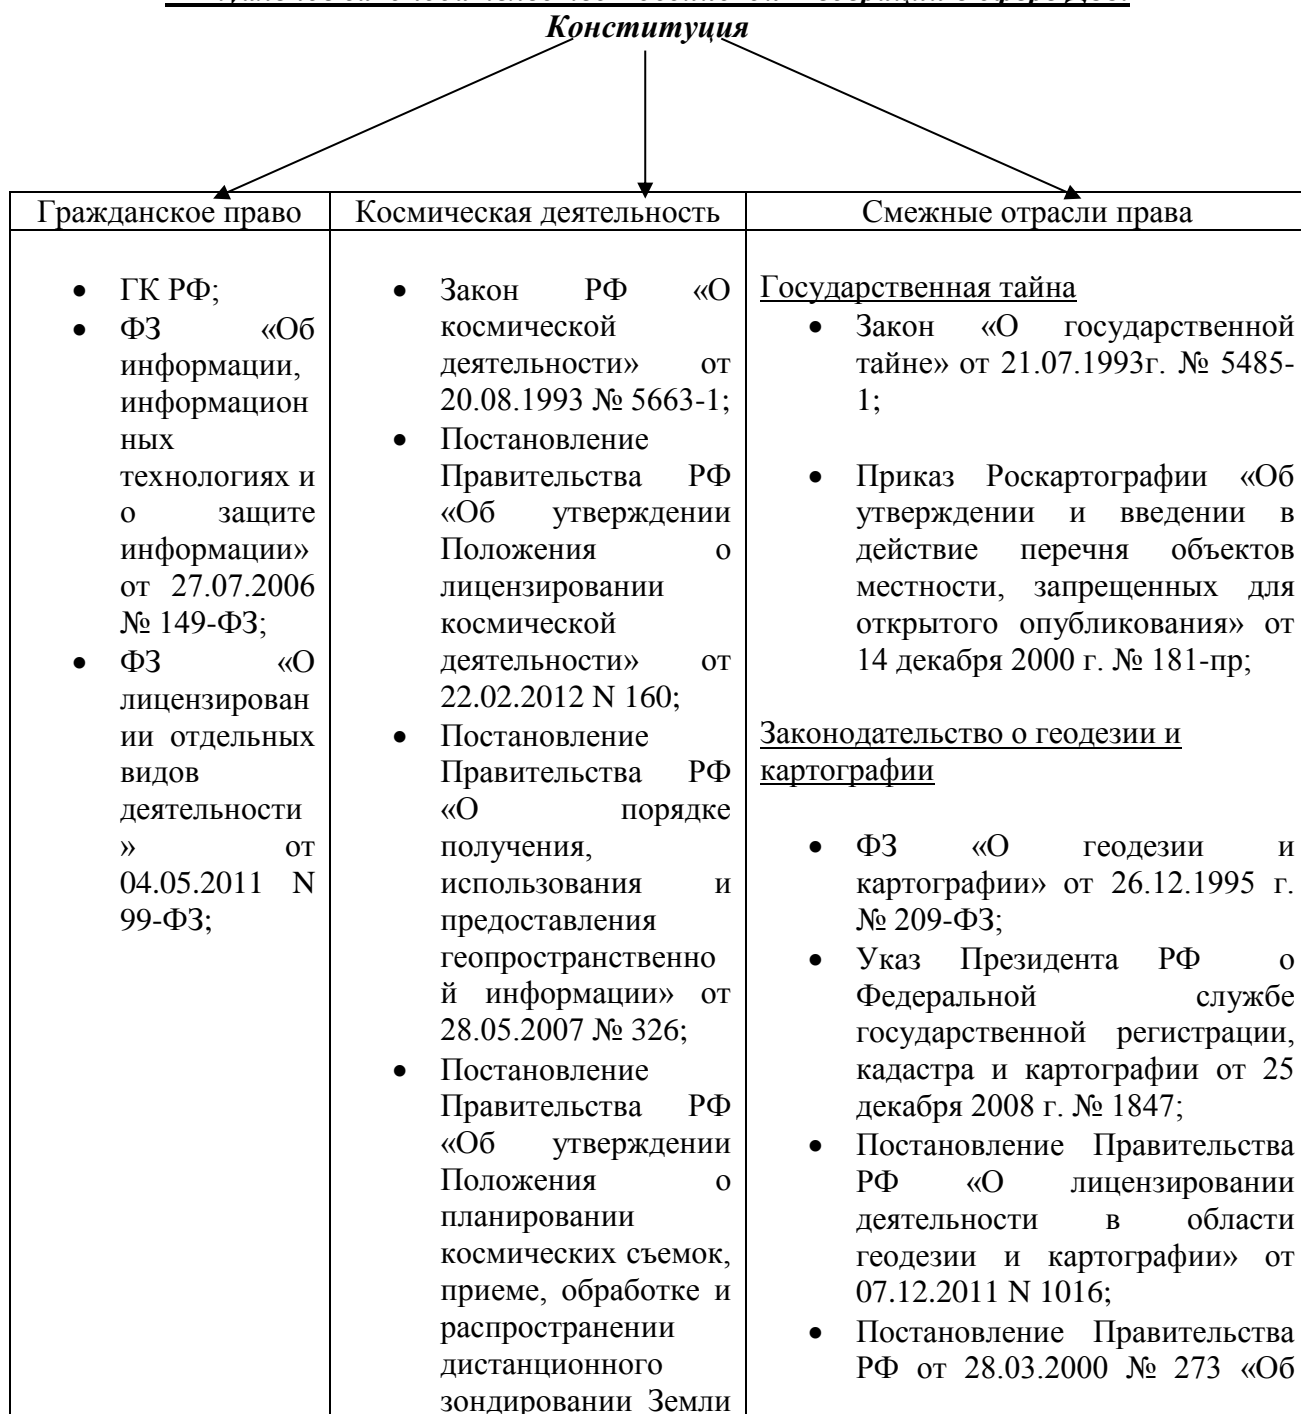 законодательство Российской Федерации в сфере ДЗЗ
Конституция
Гражданское право
• ГК РФ;
• ФЗ «Об
информации,
информацион
ных
технологиях и
о защите
информации»
от 27.07.2006
№ 149-ФЗ;
• ФЗ «О
лицензирован
ии отдельных
видов
деятельности
» от
04.05.2011 N
99-ФЗ;
Космическая деятельность
• Закон РФ «О
космической
деятельности» от
20.08.1993 № 5663-1;
• Постановление
Правительства РФ
«Об утверждении
Положения о
лицензировании
космической
деятельности» от
22.02.2012 N 160;
• Постановление
Правительства РФ
«О порядке
получения,
использования и
предоставления
геопространственно
й информации» от
28.05.2007 № 326;
• Постановление
Правительства РФ
«Об утверждении
Положения о
планировании
космических съемок,
приеме, обработке и
распространении
дистанционного
зондировании Земли
Смежные отрасли права
Государственная тайна
• Закон «О государственной
тайне» от 21.07.1993г. № 5485-
1;
• Приказ Роскартографии «Об
утверждении и введении в
действие перечня объектов
местности, запрещенных для
открытого опубликования» от
14 декабря 2000 г. № 181-пр;
Законодательство о геодезии и
картографии
• ФЗ «О геодезии и
картографии» от 26.12.1995 г.
№ 209-ФЗ;
• Указ Президента РФ о
Федеральной службе
государственной регистрации,
кадастра и картографии от 25
декабря 2008 г. № 1847;
• Постановление Правительства
РФ «О лицензировании
деятельности в области
геодезии и картографии» от
07.12.2011 N 1016;
• Постановление Правительства
РФ от 28.03.2000 № 273 «Об